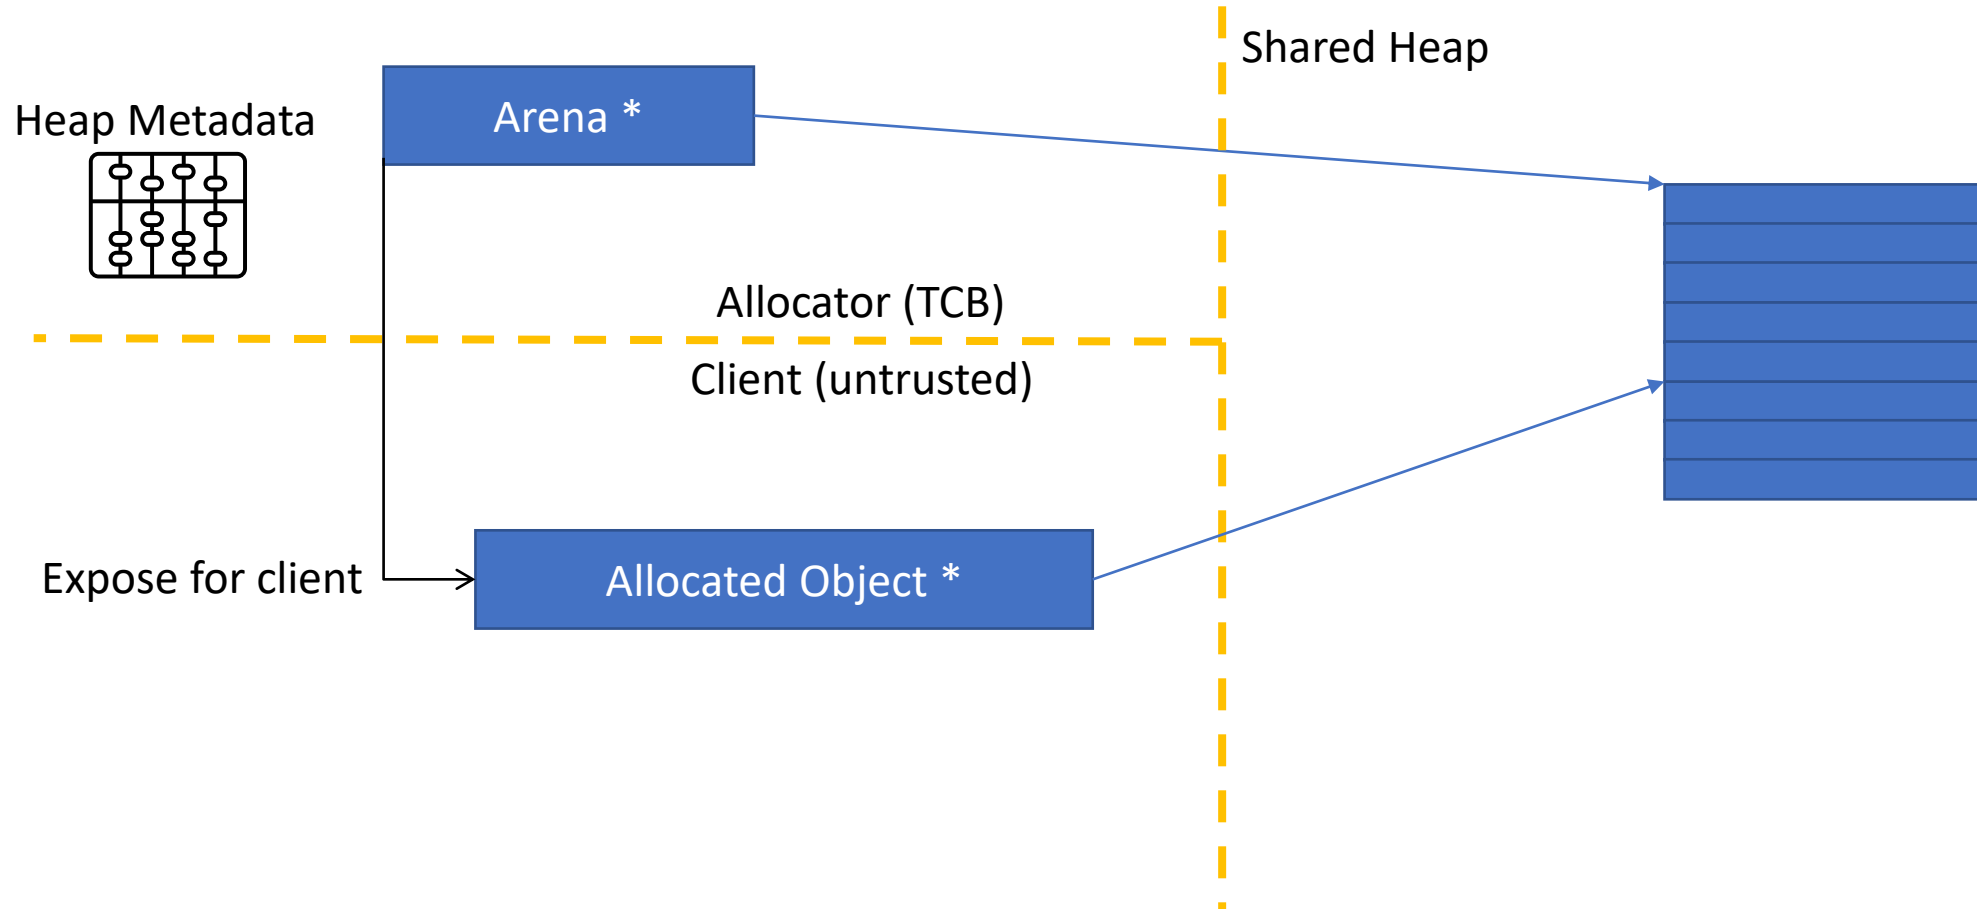 Shared Heap
Heap Metadata
Arena *
Allocator (TCB)
Client (untrusted)
Expose for client
Allocated Object *